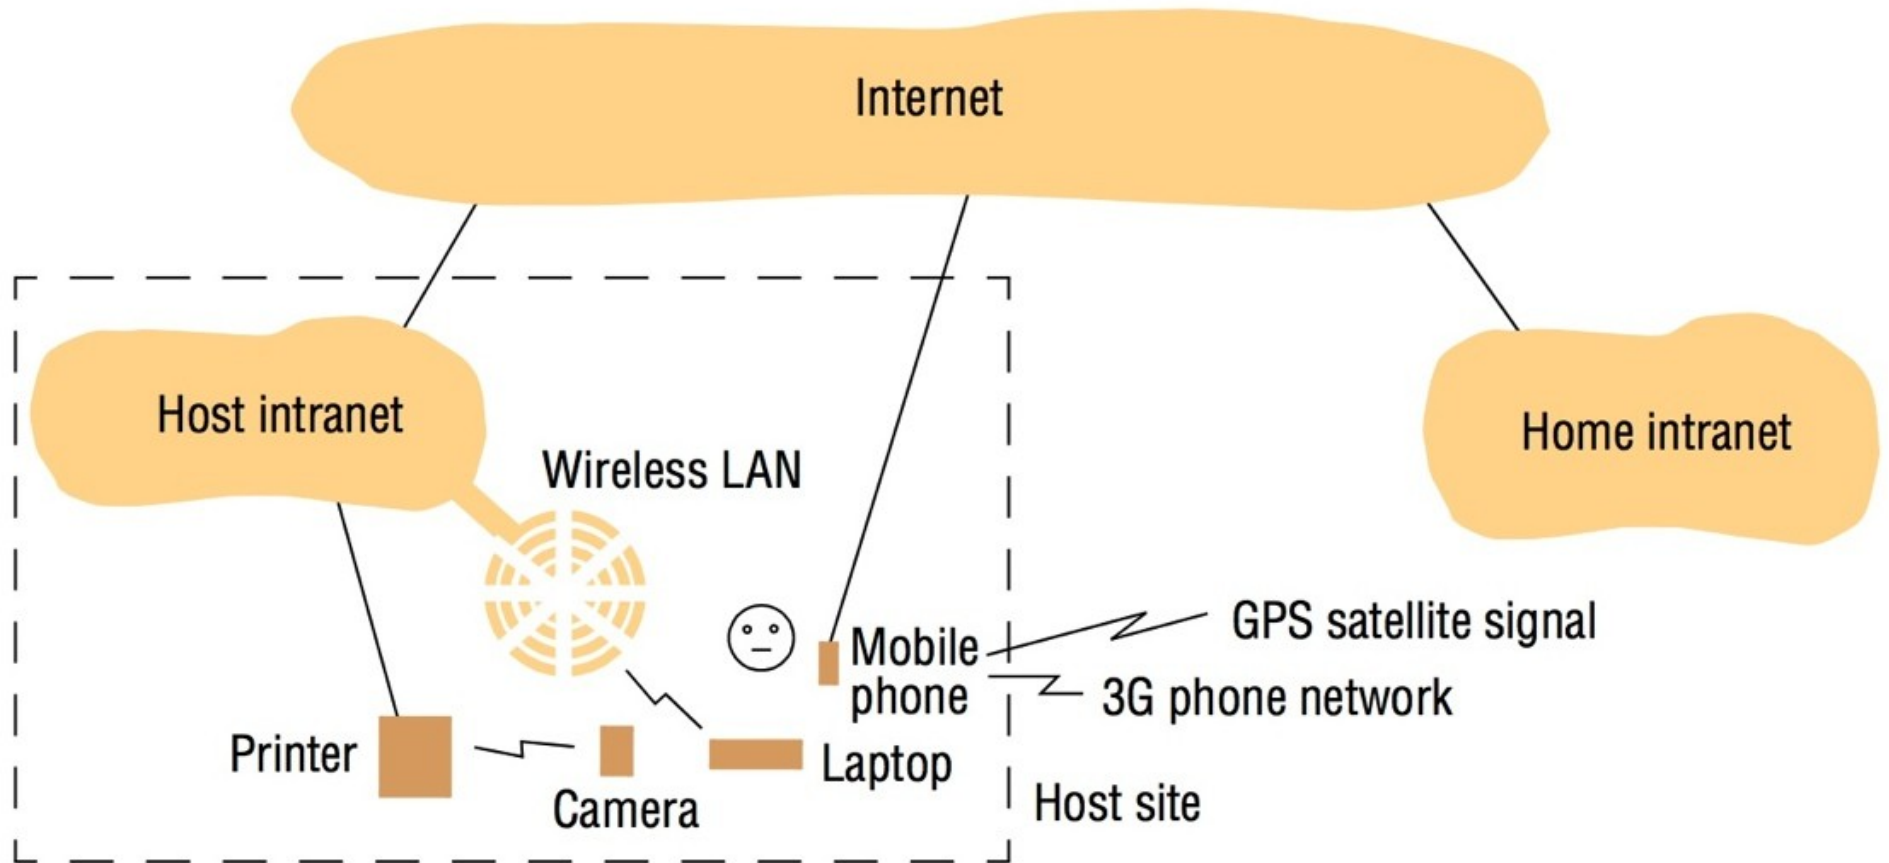 Internet
Host intranet
Wireless LAN
Home intranet
GPS satellite signal
Mobile
phone
3G phone network
Printer
Camera
Laptop
Host site